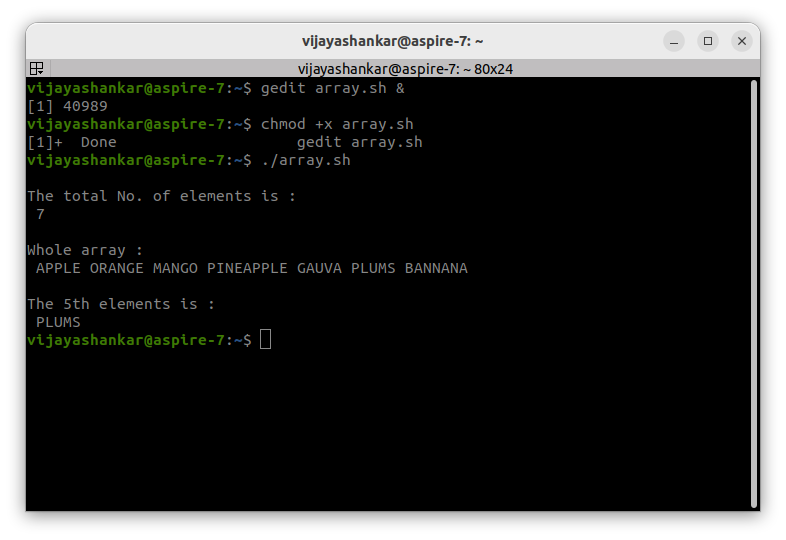 vijayashankar@aspire-7: ~
vijayashankar@aspire-7: ~ 80x24
vijayashankar@aspire-7:~$ gedit array.sh &
[1] 40989
vijayashankar@aspire-7:~$ chmod +x array.sh
[1]+  Done                    gedit array.sh
vijayashankar@aspire-7:~$ ./array.sh
The total No. of elements is :
7
Whole array :
APPLE ORANGE MANGO PINEAPPLE GAUVA PLUMS BANNANA
The 5th elements is :
PLUMS
vijayashankar@aspire-7:~$